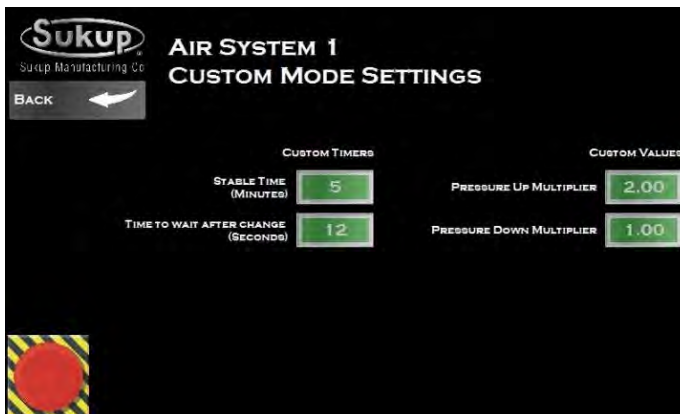 Sukup
Sukup Manufacturing Co
BACK
AIR SYSTEM 1
CUSTOM MODE SETTINGS
CUSTOM TIMERS
STABLE TIME
(MINUTES)
5
TIME TO WAIT AFTER CHANGE
(SECONDS)
12
CUSTOM VALUES
PRESSURE UP MULTIPLIER
2.00
PRESSURE DOWN MULTIPLIER
1.00